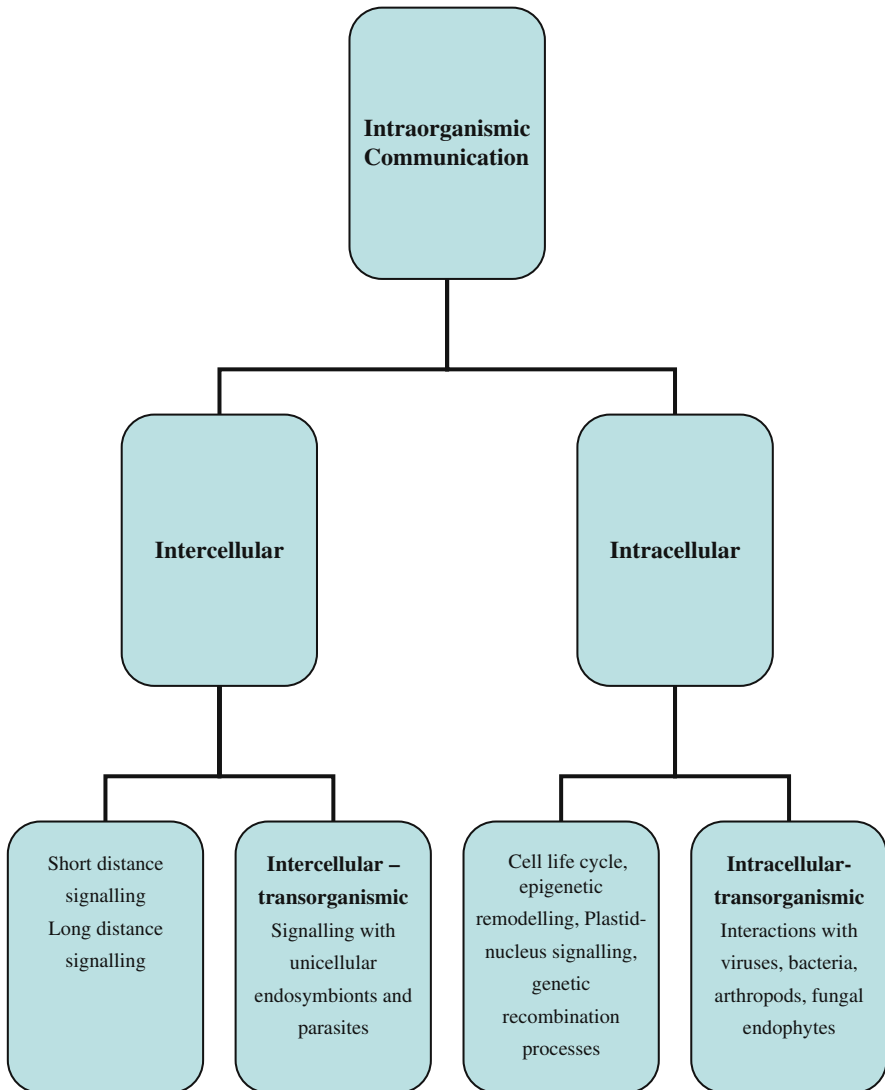 Intraorganismic
Communication
Intercellular
Intracellular
Short distance
signalling
Long distance
signalling
Intercellular –
transorganismic
Signalling with
unicellular
endosymbionts and
parasites
Cell life cycle,
epigenetic
remodelling, Plastid-
nucleus signalling,
genetic
recombination
processes
Intracellular-
transorganismic
Interactions with
viruses, bacteria,
arthropods, fungal
endophytes